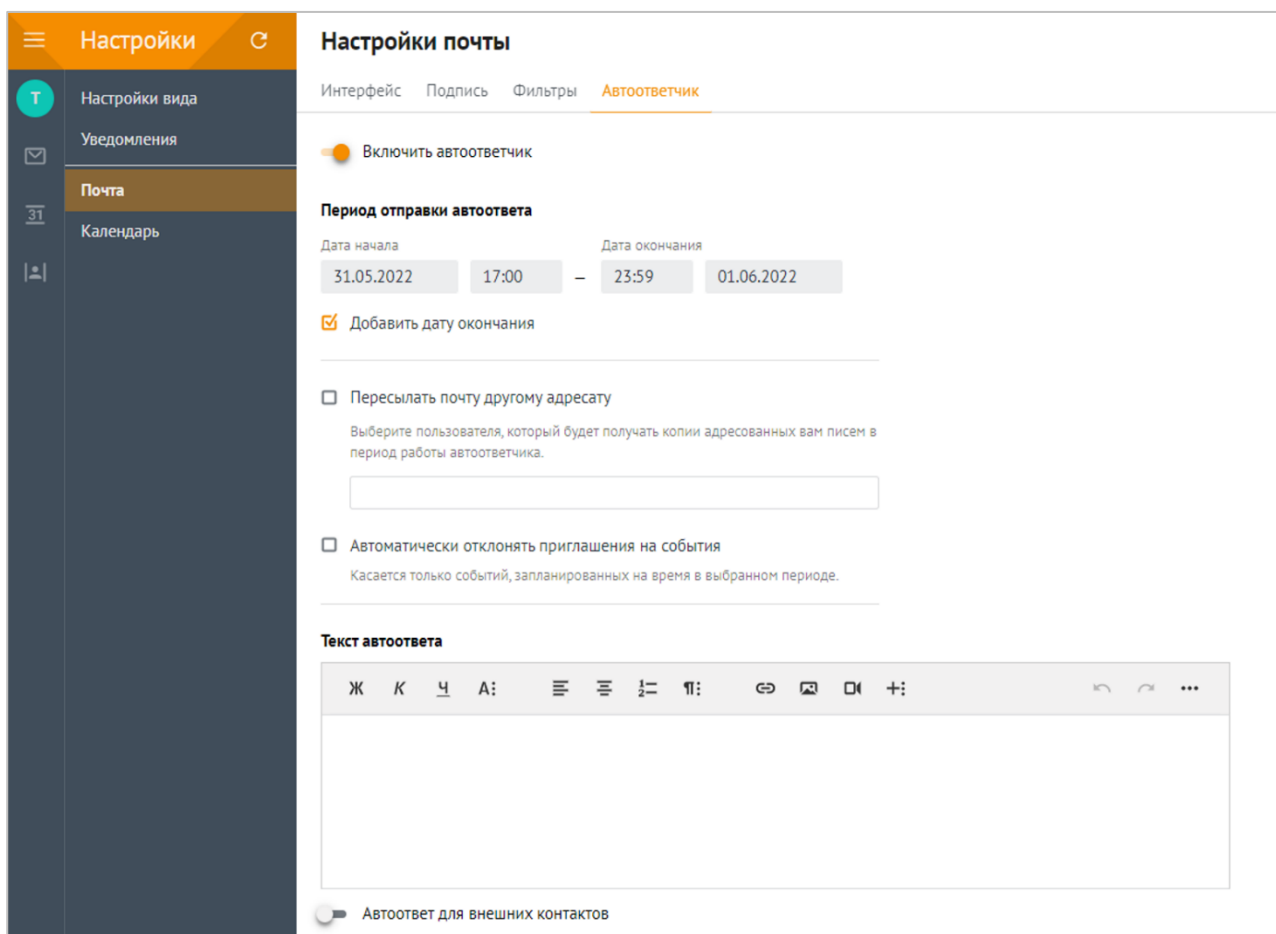 Настройки
Настройки вида
Уведомления
Почта
Календарь
T
31
Настройки почты
Интерфейс Подпись Фильтры Автоответчик
Включить автоответчик
Период отправки автоответа
Дата начала Дата окончания
31.05.2022 17:00 – 23:59 01.06.2022
Добавить дату окончания
Пересылать почту другому адресату
Выберите пользователя, который будет получать копии адресованных вам писем в
период работы автоответчика.
Автоматически отклонять приглашения на события
Касается только событий, запланированных на время в выбранном периоде.
Текст автоответа
Ж К Ч А
Автоответ для внешних контактов